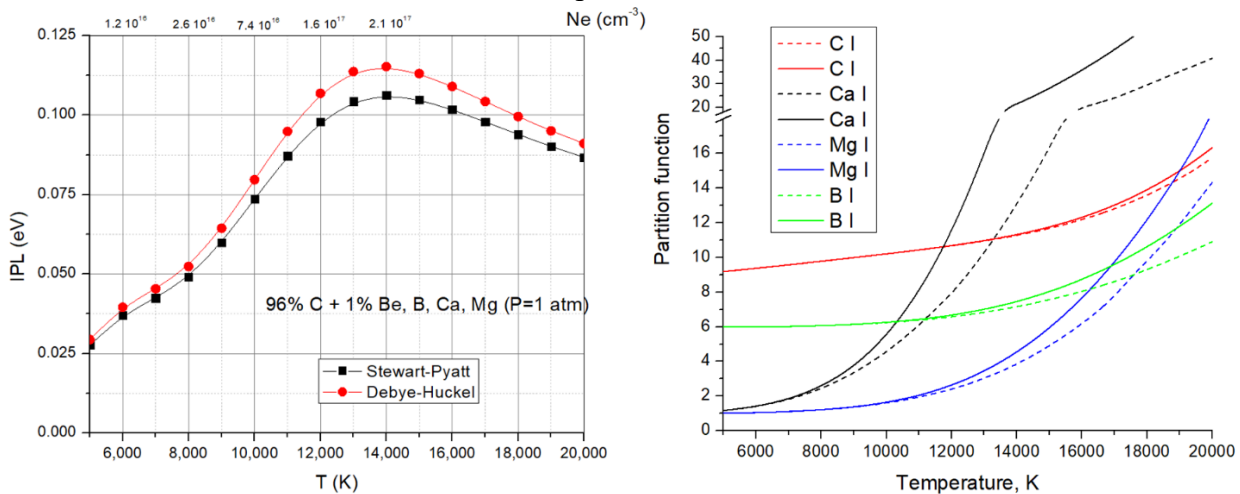 1.2 10¹⁶ 2.6 10¹⁶ 7.4 10¹⁶ 1.6 10¹⁷ 2.1 10¹⁷ Ne (cm⁻³)
0.125
0.100
0.075
0.050
0.025
0.000
IPL (eV)
96% C + 1% Be, B, Ca, Mg (P=1 atm)
Stewart-Pyatt
Debye-Huckel
6,000 8,000 10,000 12,000 14,000 16,000 18,000 20,000
T (K)
50
40
30
20
16
14
12
10
8
6
4
2
0
Partition function
C I
C I
Ca I
Ca I
Mg I
Mg I
B I
B I
6000 8000 10000 12000 14000 16000 18000 20000
Temperature, K